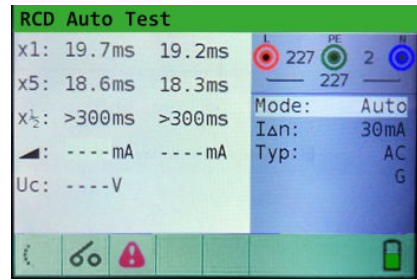 RCD Auto Test
x1: 19.7ms 19.2ms
x5: 18.6ms 18.3ms
x½: >300ms >300ms
◢: ----mA ----mA
Uc: ----V
L PE N
227 2
227
Mode: Auto
I∆n: 30mA
Typ: AC
G